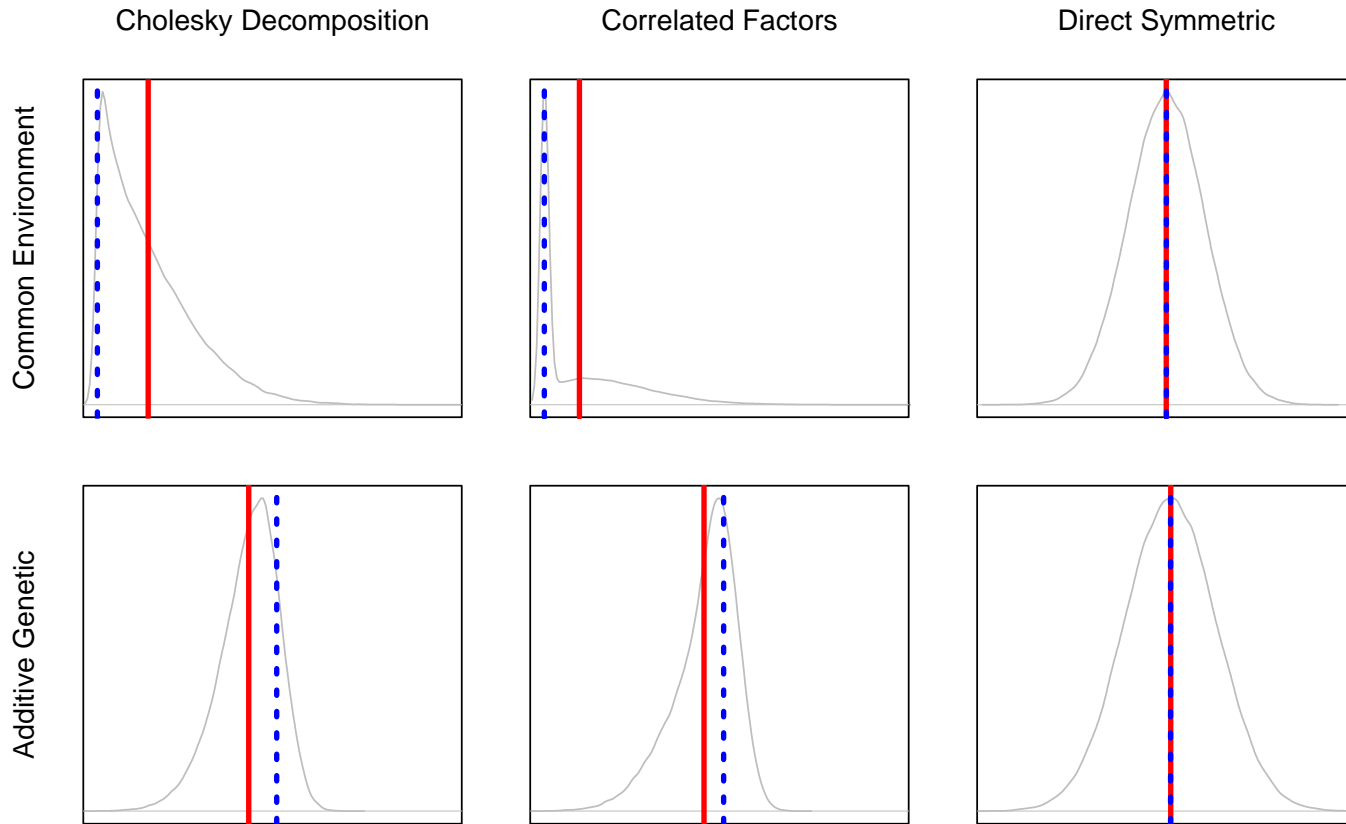 Cholesky Decomposition
Correlated Factors
Direct Symmetric
Common Environment
Additive Genetic